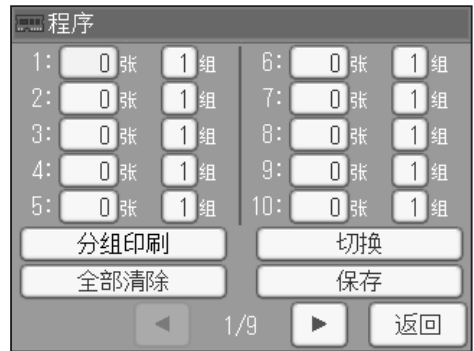 程序
1: 0 张 1 组 6: 0 张 1 组
2: 0 张 1 组 7: 0 张 1 组
3: 0 张 1 组 8: 0 张 1 组
4: 0 张 1 组 9: 0 张 1 组
5: 0 张 1 组 10: 0 张 1 组
分组印刷 切换
全部清除 保存
◀ 1/9 ▶ 返回